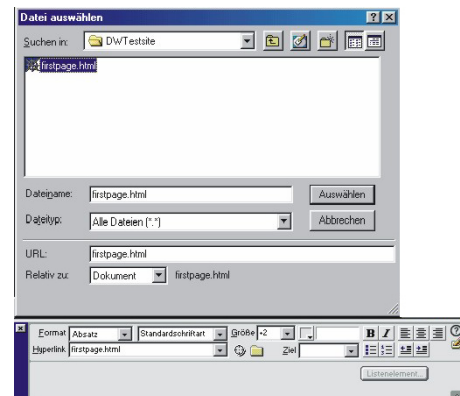 Datei auswählen
Suchen in: DWTestsite
firstpage.html
Dateiname: firstpage.html Auswählen
Dateityp: Alle Dateien (*.*) Abbrechen
URL: firstpage.html
Relativ zu: Dokument firstpage.html
Format Absatz Standardschriftart Größe +2 B I
Hyperlink firstpage.html Ziel
Listenelement...